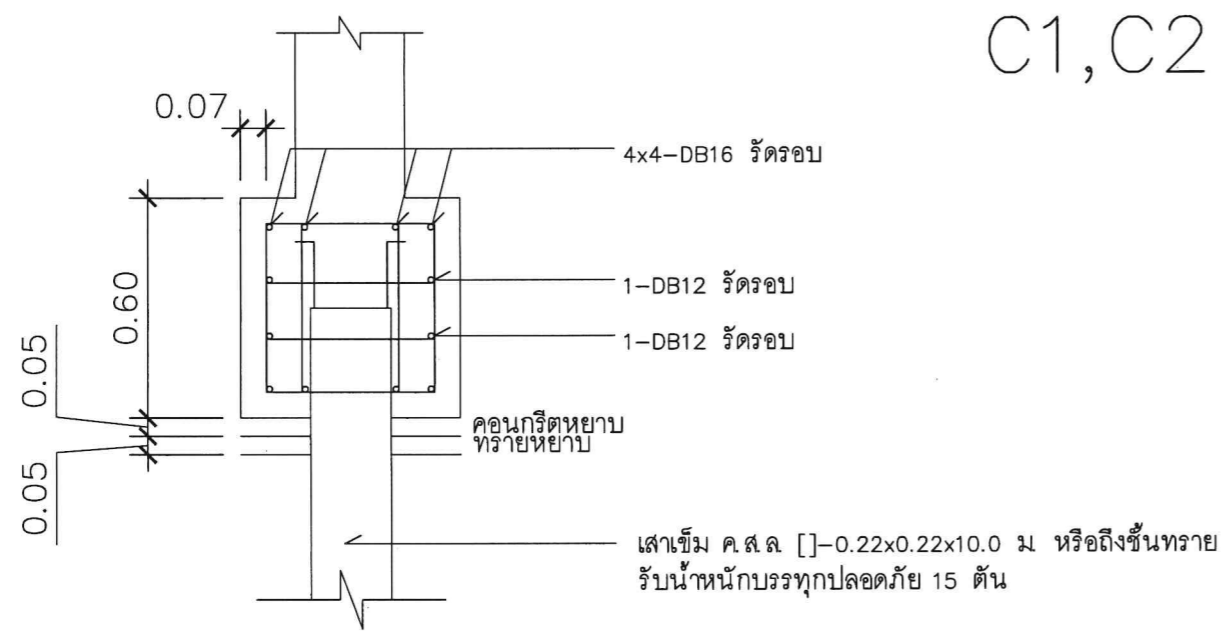 C1,C2
0.07
4x4-DB16 รัดรอบ
0.60
1-DB12 รัดรอบ
1-DB12 รัดรอบ
0.05
คอนกรีตหยาบ
ทรายหยาบ
0.05
เสาเข็ม ค.ส.ล. []-0.22x0.22x10.0 ม. หรือถึงชั้นทราย
รับน้ำหนักบรรทุกปลอดภัย 15 ตัน